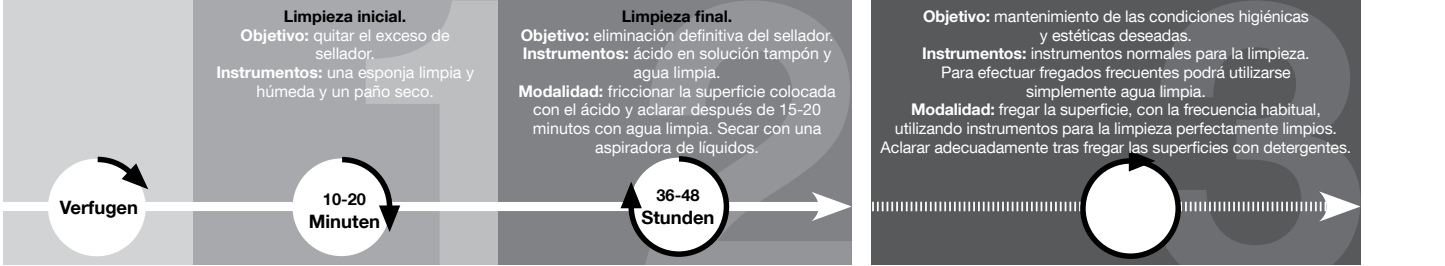 Limpieza inicial.
Objetivo: quitar el exceso de
sellador.
Instrumentos: una esponja limpia y
húmeda y un paño seco.
Limpieza final.
Objetivo: eliminación definitiva del sellador.
Instrumentos: ácido en solución tampón y
agua limpia.
Modalidad: friccionar la superficie colocada
con el ácido y aclarar después de 15-20
minutos con agua limpia. Secar con una
aspiradora de líquidos.
Objetivo: mantenimiento de las condiciones higiénicas
y estéticas deseadas.
Instrumentos: instrumentos normales para la limpieza.
Para efectuar fregados frecuentes podrá utilizarse
simplemente agua limpia.
Modalidad: fregar la superficie, con la frecuencia habitual,
utilizando instrumentos para la limpieza perfectamente limpios.
Aclarar adecuadamente tras fregar las superficies con detergentes.
Verfugen
10-20
Minuten
36-48
Stunden
1
2
3